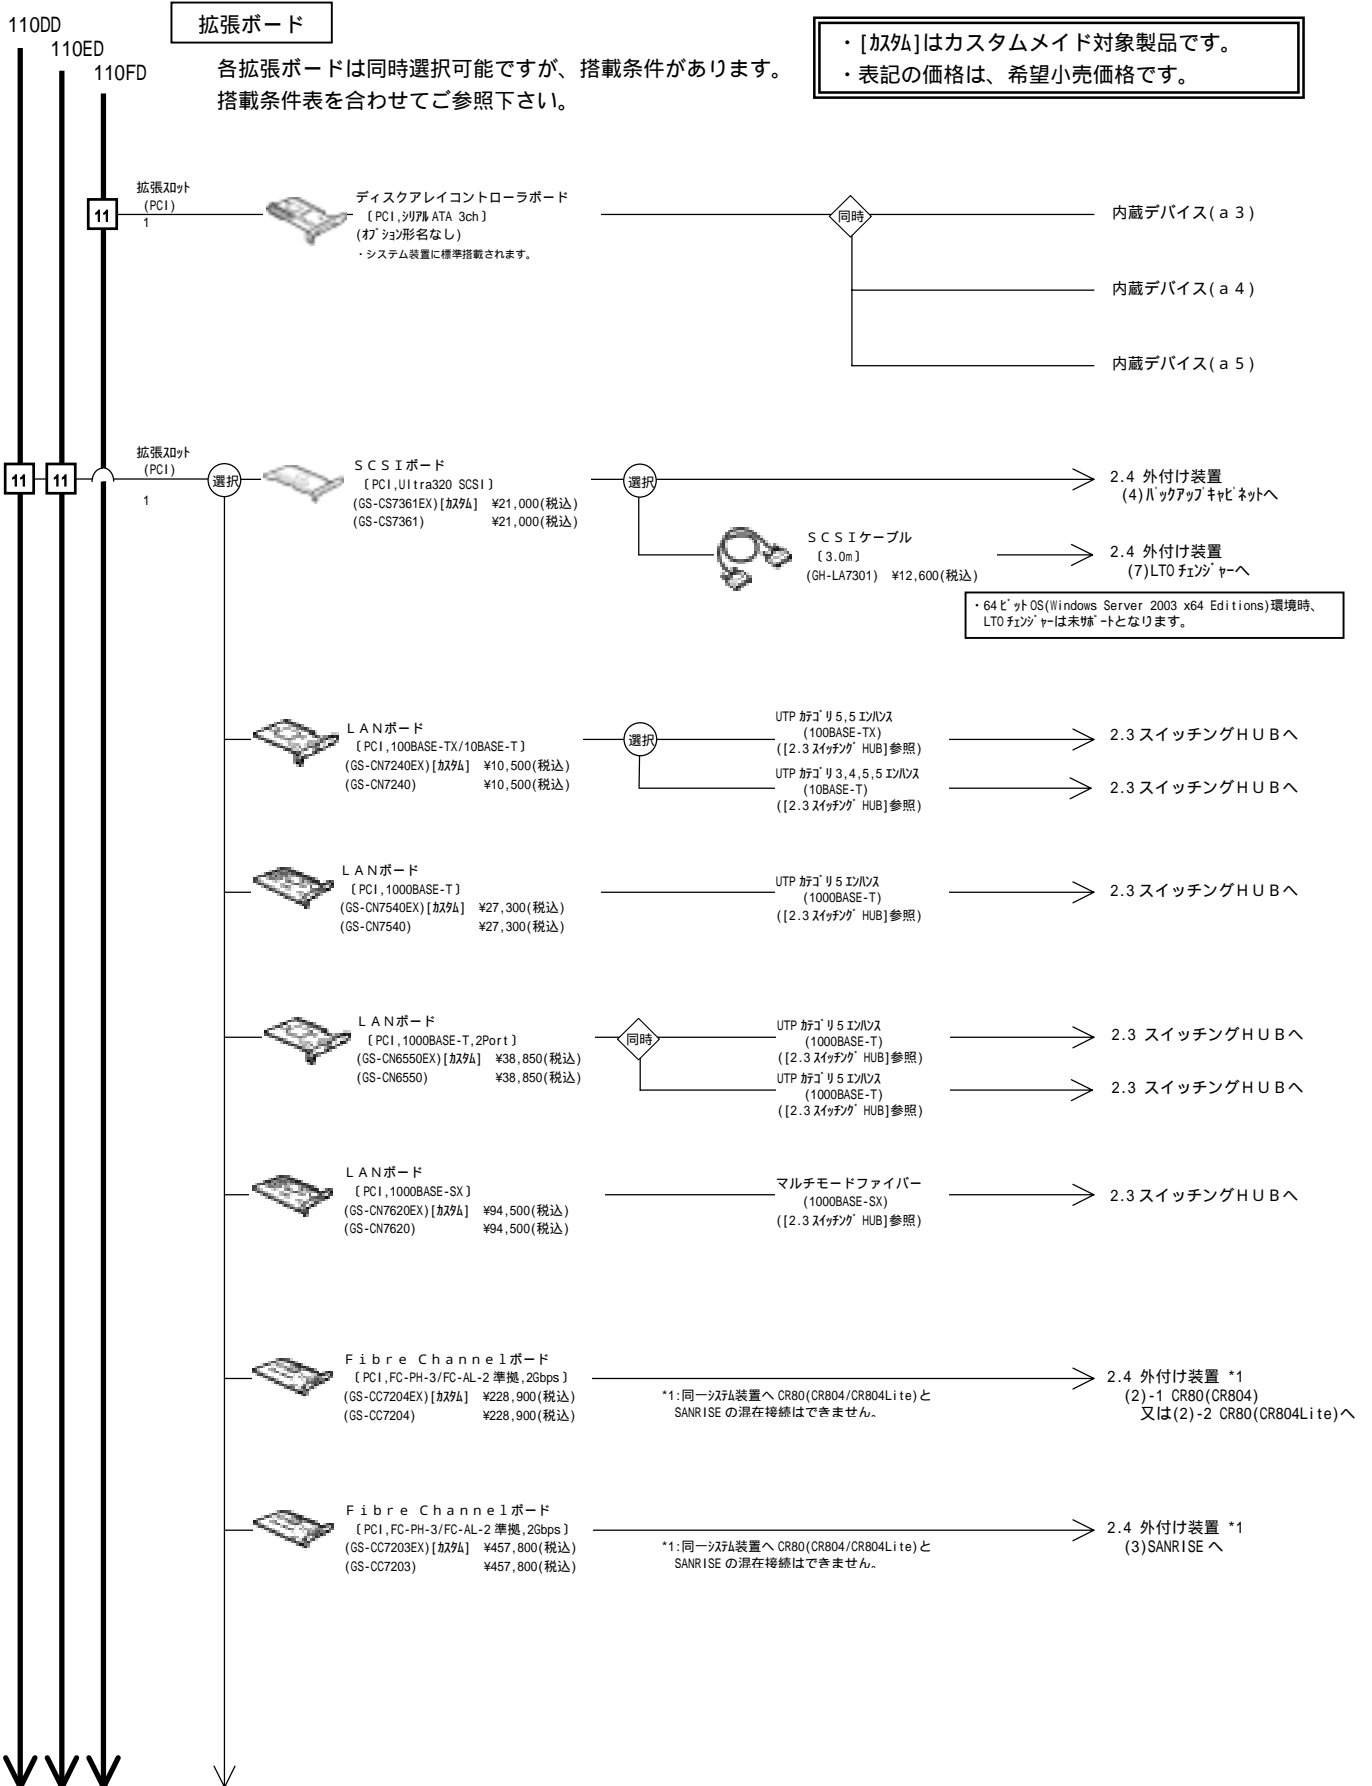 110DD
110ED
110FD
拡張ボード
各拡張ボードは同時選択可能ですが、搭載条件があります。
搭載条件表を合わせてご参照下さい。
・[ｶｽﾀﾑ]はカスタムメイド対象製品です。
・表記の価格は、希望小売価格です。
11
拡張ｽﾛｯﾄ
(PCI)
1
ディスクアレイコントローラボード
〔PCI,ｼﾘｱﾙ ATA 3ch〕
(ｵﾌﾟｼｮﾝ形名なし)
・システム装置に標準搭載されます。
同時
内蔵デバイス(ａ３)
内蔵デバイス(ａ４)
内蔵デバイス(ａ５)
11
11
拡張ｽﾛｯﾄ
(PCI)
1
選択
ＳＣＳＩボード
〔PCI,Ultra320 SCSI〕
(GS-CS7361EX)[ｶｽﾀﾑ] ¥21,000(税込)
(GS-CS7361) ¥21,000(税込)
選択
2.4 外付け装置
(4)ﾊﾞｯｸｱｯﾌﾟｷｬﾋﾞﾈｯﾄへ
ＳＣＳＩケーブル
〔3.0m〕
(GH-LA7301) ¥12,600(税込)
2.4 外付け装置
(7)LTOﾁｪﾝｼﾞｬｰへ
・64ﾋﾞｯﾄOS(Windows Server 2003 x64 Editions)環境時、
LTOﾁｪﾝｼﾞｬｰは未ｻﾎﾟｰﾄとなります。
ＬＡＮボード
〔PCI,100BASE-TX/10BASE-T〕
(GS-CN7240EX)[ｶｽﾀﾑ] ¥10,500(税込)
(GS-CN7240) ¥10,500(税込)
選択
UTP ｶﾃｺﾞﾘ5,5ｴﾝﾊﾝｽ
(100BASE-TX)
([2.3ｽｲｯﾁﾝｸﾞHUB]参照)
2.3スイッチングＨＵＢへ
UTP ｶﾃｺﾞﾘ3,4,5,5ｴﾝﾊﾝｽ
(10BASE-T)
([2.3ｽｲｯﾁﾝｸﾞHUB]参照)
2.3スイッチングＨＵＢへ
ＬＡＮボード
〔PCI,1000BASE-T〕
(GS-CN7540EX)[ｶｽﾀﾑ] ¥27,300(税込)
(GS-CN7540) ¥27,300(税込)
UTP ｶﾃｺﾞﾘ5ｴﾝﾊﾝｽ
(1000BASE-T)
([2.3ｽｲｯﾁﾝｸﾞHUB]参照)
2.3スイッチングＨＵＢへ
ＬＡＮボード
〔PCI,1000BASE-T,2Port〕
(GS-CN6550EX)[ｶｽﾀﾑ] ¥38,850(税込)
(GS-CN6550) ¥38,850(税込)
同時
UTP ｶﾃｺﾞﾘ5ｴﾝﾊﾝｽ
(1000BASE-T)
([2.3ｽｲｯﾁﾝｸﾞHUB]参照)
2.3 スイッチングＨＵＢへ
UTP ｶﾃｺﾞﾘ5ｴﾝﾊﾝｽ
(1000BASE-T)
([2.3ｽｲｯﾁﾝｸﾞHUB]参照)
2.3 スイッチングＨＵＢへ
ＬＡＮボード
〔PCI,1000BASE-SX〕
(GS-CN7620EX)[ｶｽﾀﾑ] ¥94,500(税込)
(GS-CN7620) ¥94,500(税込)
マルチモードファイバー
(1000BASE-SX)
([2.3ｽｲｯﾁﾝｸﾞHUB]参照)
2.3スイッチングＨＵＢへ
Ｆｉｂｒｅ Ｃｈａｎｎｅｌボード
〔PCI,FC-PH-3/FC-AL-2 準拠,2Gbps〕
(GS-CC7204EX)[ｶｽﾀﾑ] ¥228,900(税込)
(GS-CC7204) ¥228,900(税込)
*1:同一ｼｽﾃﾑ装置へ CR80(CR804/CR804Lite)と
SANRISE の混在接続はできません。
2.4 外付け装置 *1
(2)-1 CR80(CR804)
又は(2)-2 CR80(CR804Lite)へ
Ｆｉｂｒｅ Ｃｈａｎｎｅｌボード
〔PCI,FC-PH-3/FC-AL-2 準拠,2Gbps〕
(GS-CC7203EX)[ｶｽﾀﾑ] ¥457,800(税込)
(GS-CC7203) ¥457,800(税込)
*1:同一ｼｽﾃﾑ装置へ CR80(CR804/CR804Lite)と
SANRISE の混在接続はできません。
2.4 外付け装置 *1
(3)SANRISE へ